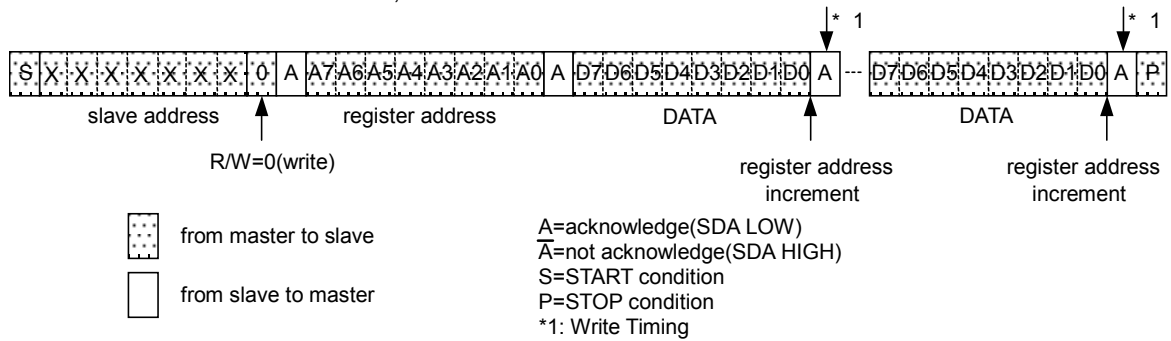 * 1 * 1
S X X X X X X X 0 A A7 A6 A5 A4 A3 A2 A1 A0 A D7 D6 D5 D4 D3 D2 D1 D0 A --- D7 D6 D5 D4 D3 D2 D1 D0 A P
slave address register address DATA DATA
R/W=0(write)
register address
increment
register address
increment
from master to slave
from slave to master
A=acknowledge(SDA LOW)
A̅=not acknowledge(SDA HIGH)
S=START condition
P=STOP condition
*1: Write Timing